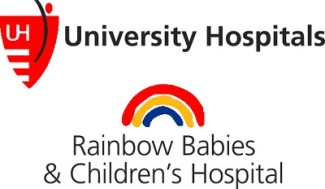 UH University Hospitals
Rainbow Babies
& Children's Hospital